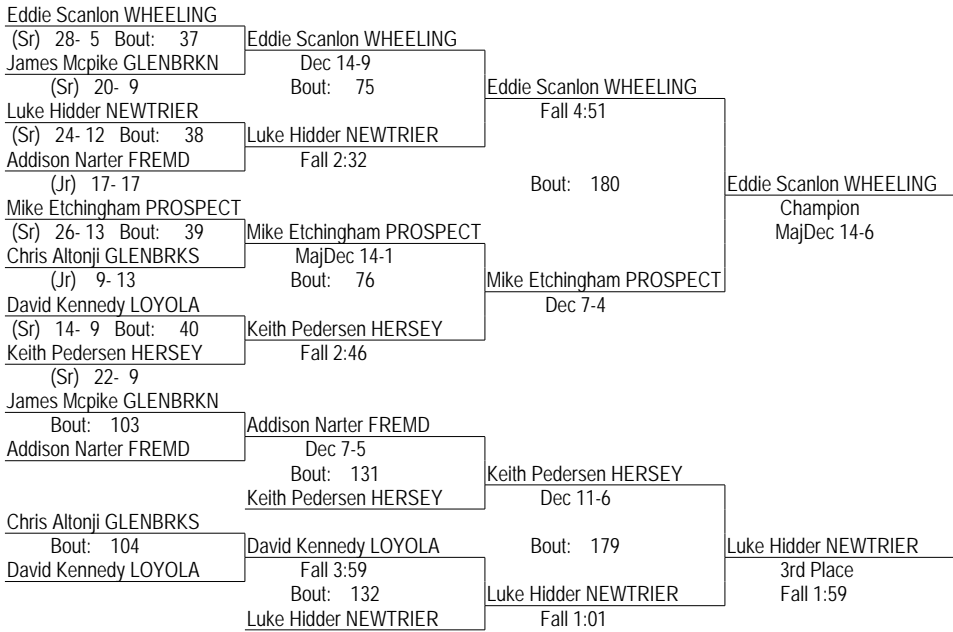 Eddie Scanlon WHEELING
(Sr) 28- 5 Bout: 37
Eddie Scanlon WHEELING
James Mcpike GLENBRKN
Dec 14-9
(Sr) 20- 9
Bout: 75
Eddie Scanlon WHEELING
Luke Hidder NEWTRIER
Fall 4:51
(Sr) 24- 12 Bout: 38
Luke Hidder NEWTRIER
Addison Narter FREMD
Fall 2:32
(Jr) 17- 17
Bout: 180
Eddie Scanlon WHEELING
Mike Etchingham PROSPECT
Champion
(Sr) 26- 13 Bout: 39
Mike Etchingham PROSPECT
MajDec 14-6
Chris Altonji GLENBRKS
MajDec 14-1
(Jr) 9- 13
Bout: 76
Mike Etchingham PROSPECT
David Kennedy LOYOLA
Dec 7-4
(Sr) 14- 9 Bout: 40
Keith Pedersen HERSEY
Keith Pedersen HERSEY
Fall 2:46
(Sr) 22- 9
James Mcpike GLENBRKN
Bout: 103
Addison Narter FREMD
Addison Narter FREMD
Dec 7-5
Bout: 131
Keith Pedersen HERSEY
Keith Pedersen HERSEY
Dec 11-6
Chris Altonji GLENBRKS
Bout: 104
David Kennedy LOYOLA
Bout: 179
Luke Hidder NEWTRIER
David Kennedy LOYOLA
Fall 3:59
3rd Place
Bout: 132
Luke Hidder NEWTRIER
Fall 1:59
Luke Hidder NEWTRIER
Fall 1:01